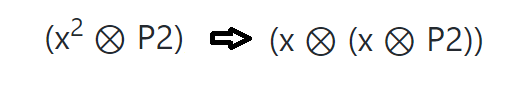 (x² ⊗ P2) ⇨ (x ⊗ (x ⊗ P2))